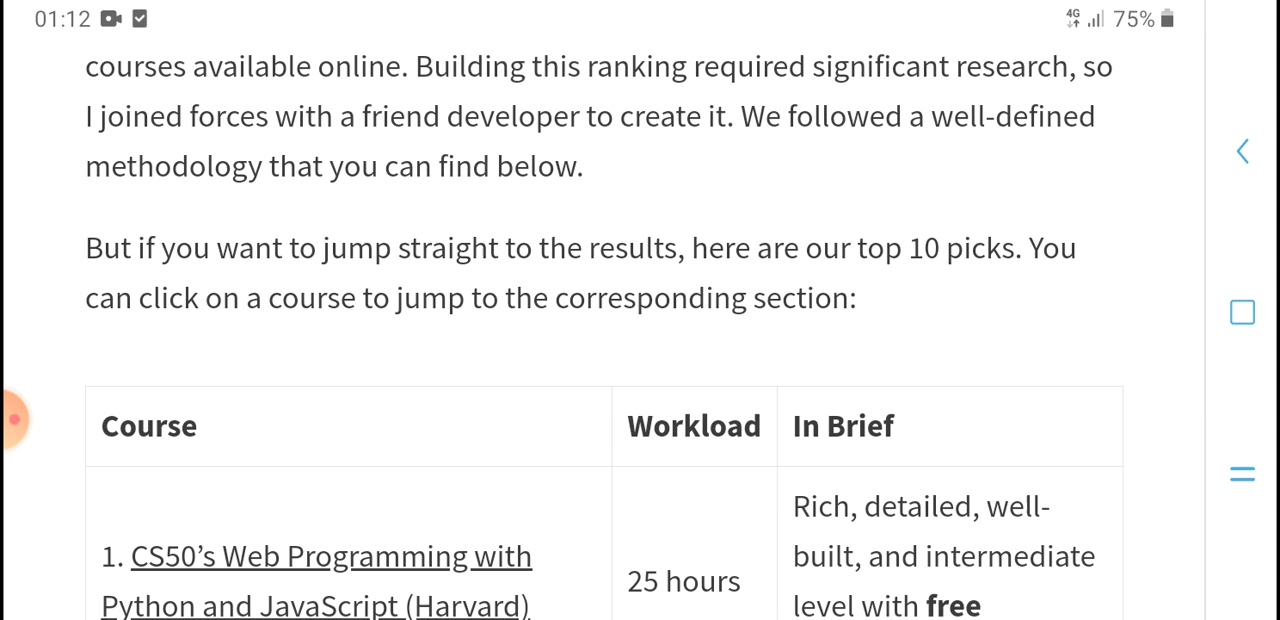 01:12
4G 75%
courses available online. Building this ranking required significant research, so
I joined forces with a friend developer to create it. We followed a well-defined
methodology that you can find below.
But if you want to jump straight to the results, here are our top 10 picks. You
can click on a course to jump to the corresponding section:
Course Workload In Brief
1. CS50’s Web Programming with
Python and JavaScript (Harvard)
25 hours
Rich, detailed, well-
built, and intermediate
level with free